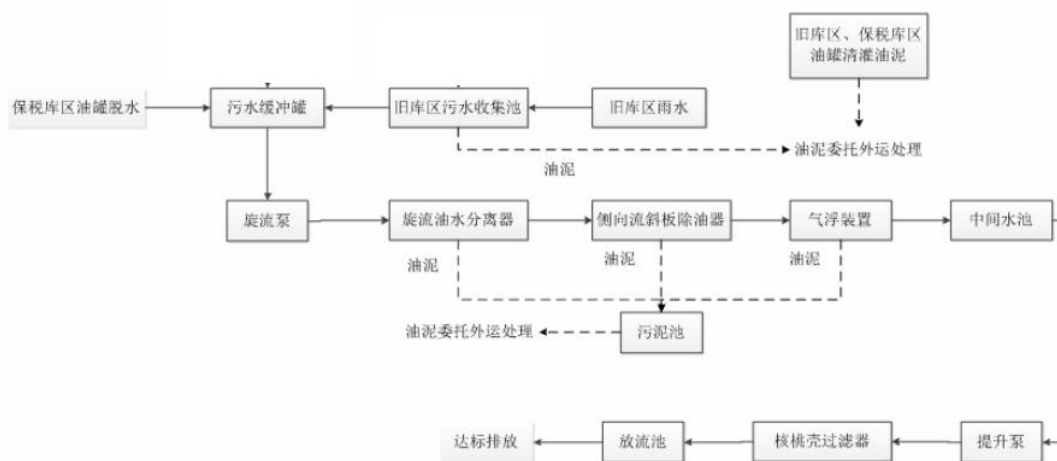 旧库区、保税库区
油罐清灌油泥
保税库区油罐脱水
污水缓冲罐
旧库区污水收集池
旧库区雨水
油泥委托外运处理
油泥
旋流泵
旋流油水分离器
侧向流斜板除油器
气浮装置
中间水池
油泥
油泥
油泥
油泥委托外运处理
污泥池
达标排放
放流池
核桃壳过滤器
提升泵